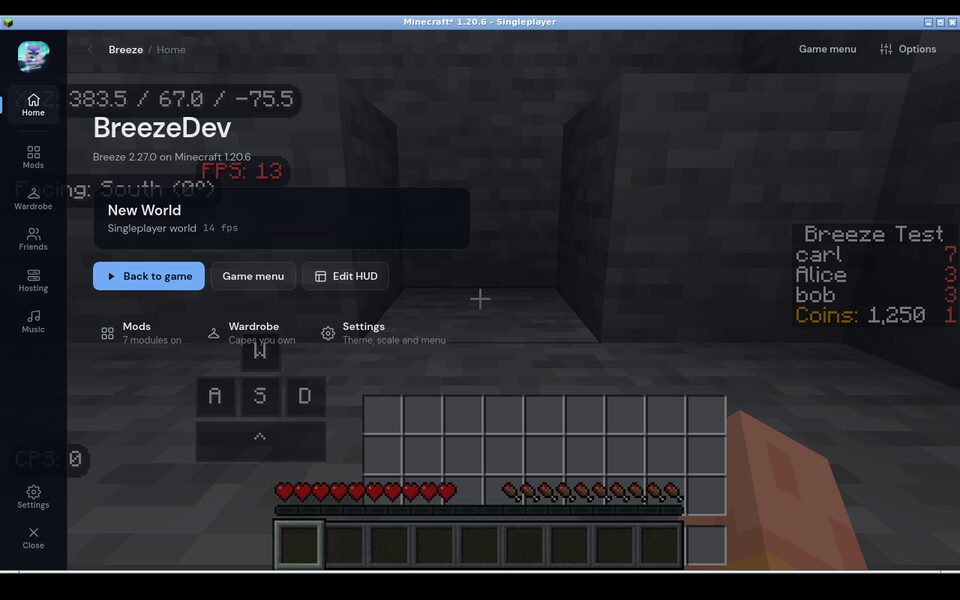 Minecraft* 1.20.6 - Singleplayer
Breeze / Home
Game menu
Options
Home
Mods
Wardrobe
Friends
Hosting
Music
Settings
Close
383.5 / 67.0 / -75.5
BreezeDev
Breeze 2.27.0 on Minecraft 1.20.6
FPS: 13
Facing: South (0°)
New World
Singleplayer world 14 fps
Back to game
Game menu
Edit HUD
Mods
7 modules on
Wardrobe
Capes you own
Settings
Theme, scale and menu
Breeze Test
carl 7
Alice 3
bob 3
Coins: 1,250 1
W
A S D
^
CPS: 0